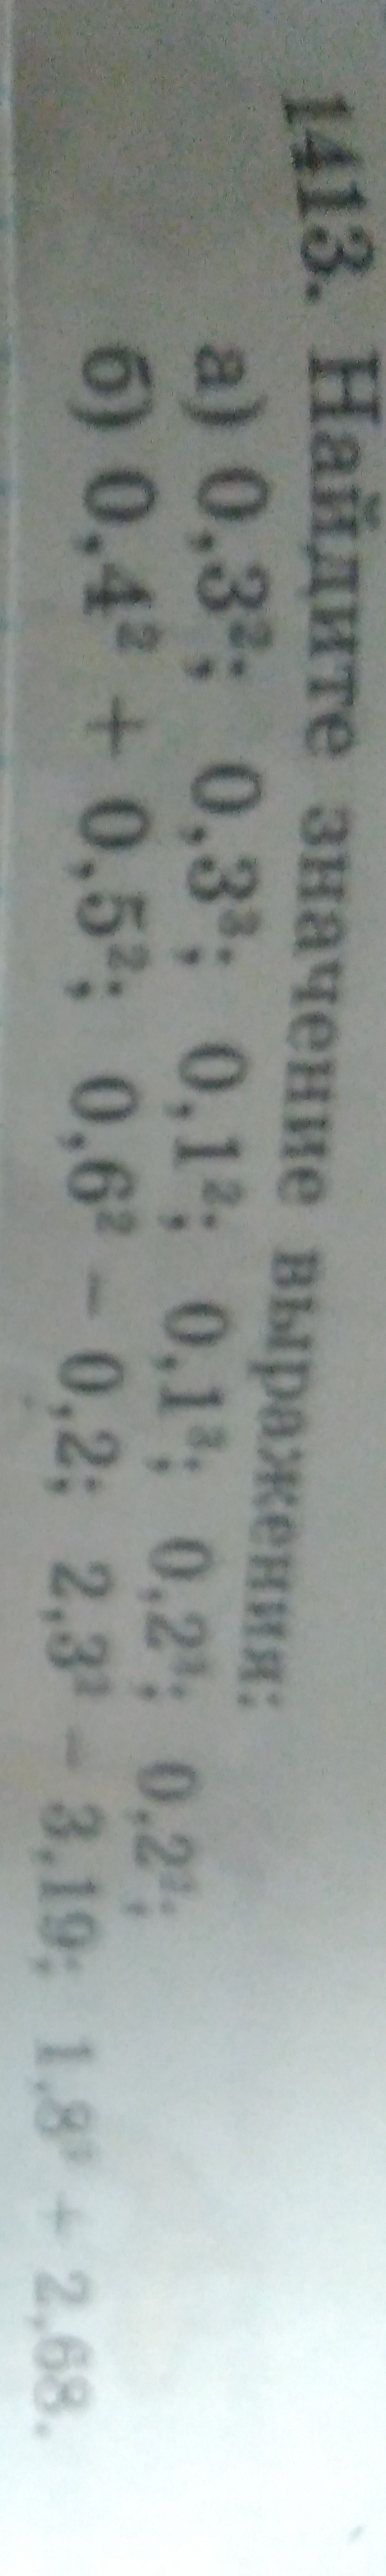 1413. Найдите значение выражения:
а) 0,3²; 0,3³; 0,1²; 0,1³; 0,2²; 0,2³;
б) 0,4² + 0,5²; 0,6² – 0,2; 2,3² – 3,19; 1,8² + 2,68.